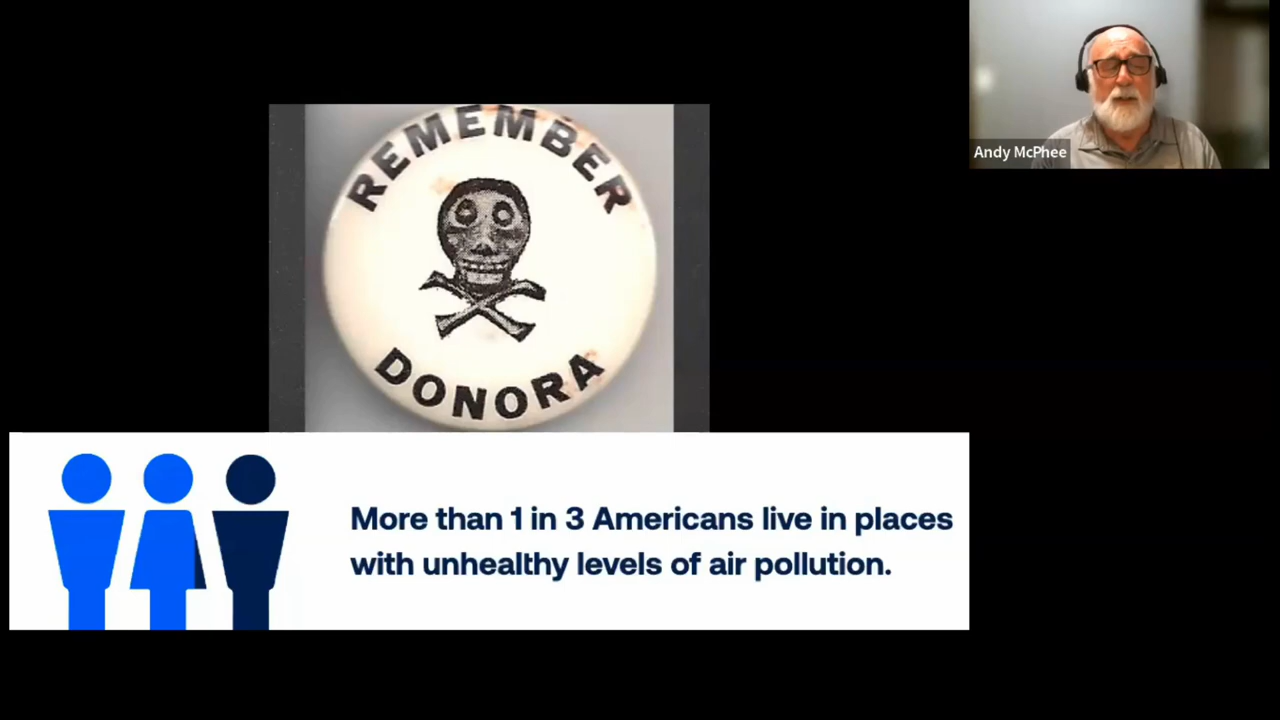 REMEMBER
DONORA
Andy McPhee
More than 1 in 3 Americans live in places
with unhealthy levels of air pollution.